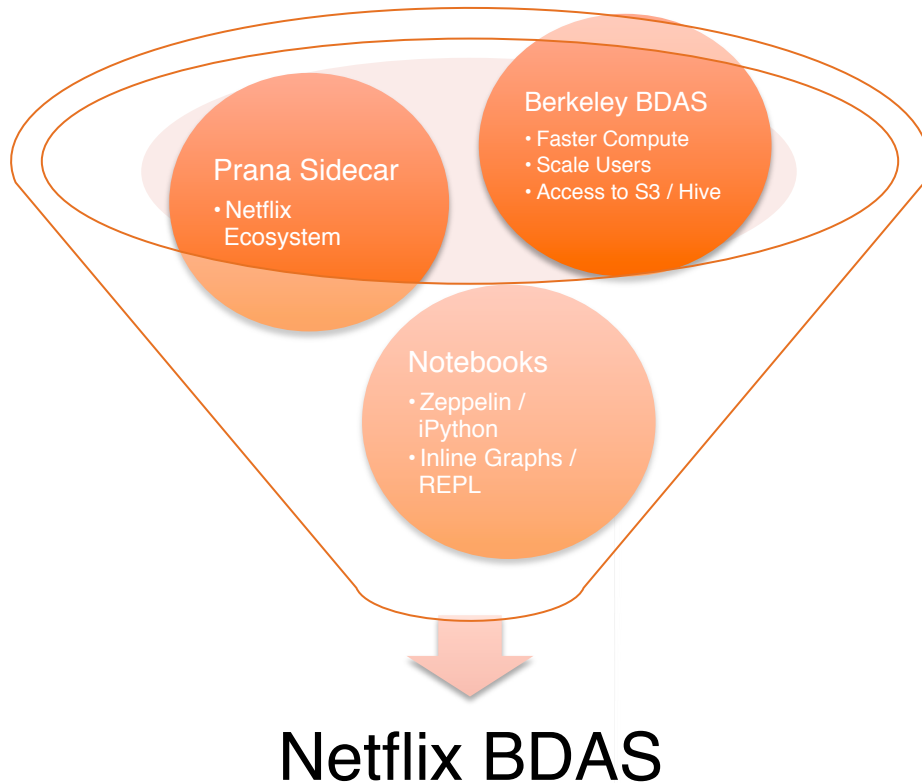 Berkeley BDAS
• Faster Compute
• Scale Users
• Access to S3 / Hive
Prana Sidecar
• Netflix
Ecosystem
Notebooks
• Zeppelin /
iPython
• Inline Graphs /
REPL
Netflix BDAS